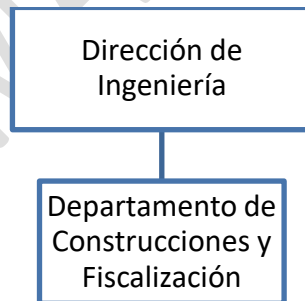 Dirección de
Ingeniería
Departamento de
Construcciones y
Fiscalización